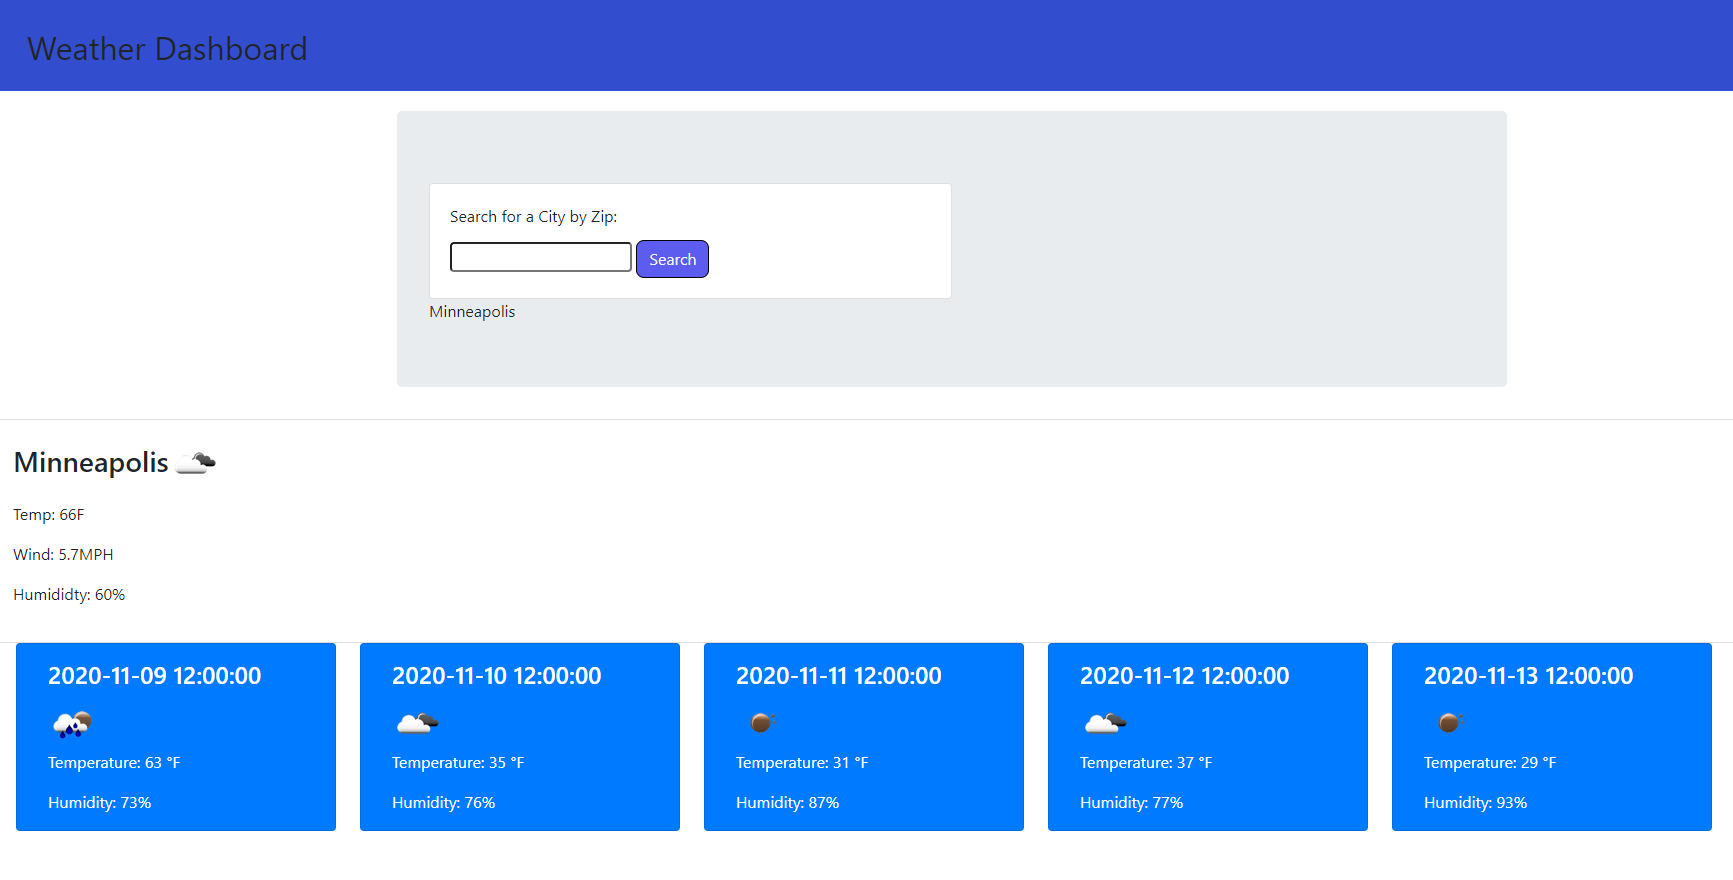 Weather Dashboard
Search for a City by Zip:
Search
Minneapolis
Minneapolis
Temp: 66F
Wind: 5.7MPH
Humididty: 60%
2020-11-09 12:00:00
Temperature: 63 °F
Humidity: 73%
2020-11-10 12:00:00
Temperature: 35 °F
Humidity: 76%
2020-11-11 12:00:00
Temperature: 31 °F
Humidity: 87%
2020-11-12 12:00:00
Temperature: 37 °F
Humidity: 77%
2020-11-13 12:00:00
Temperature: 29 °F
Humidity: 93%